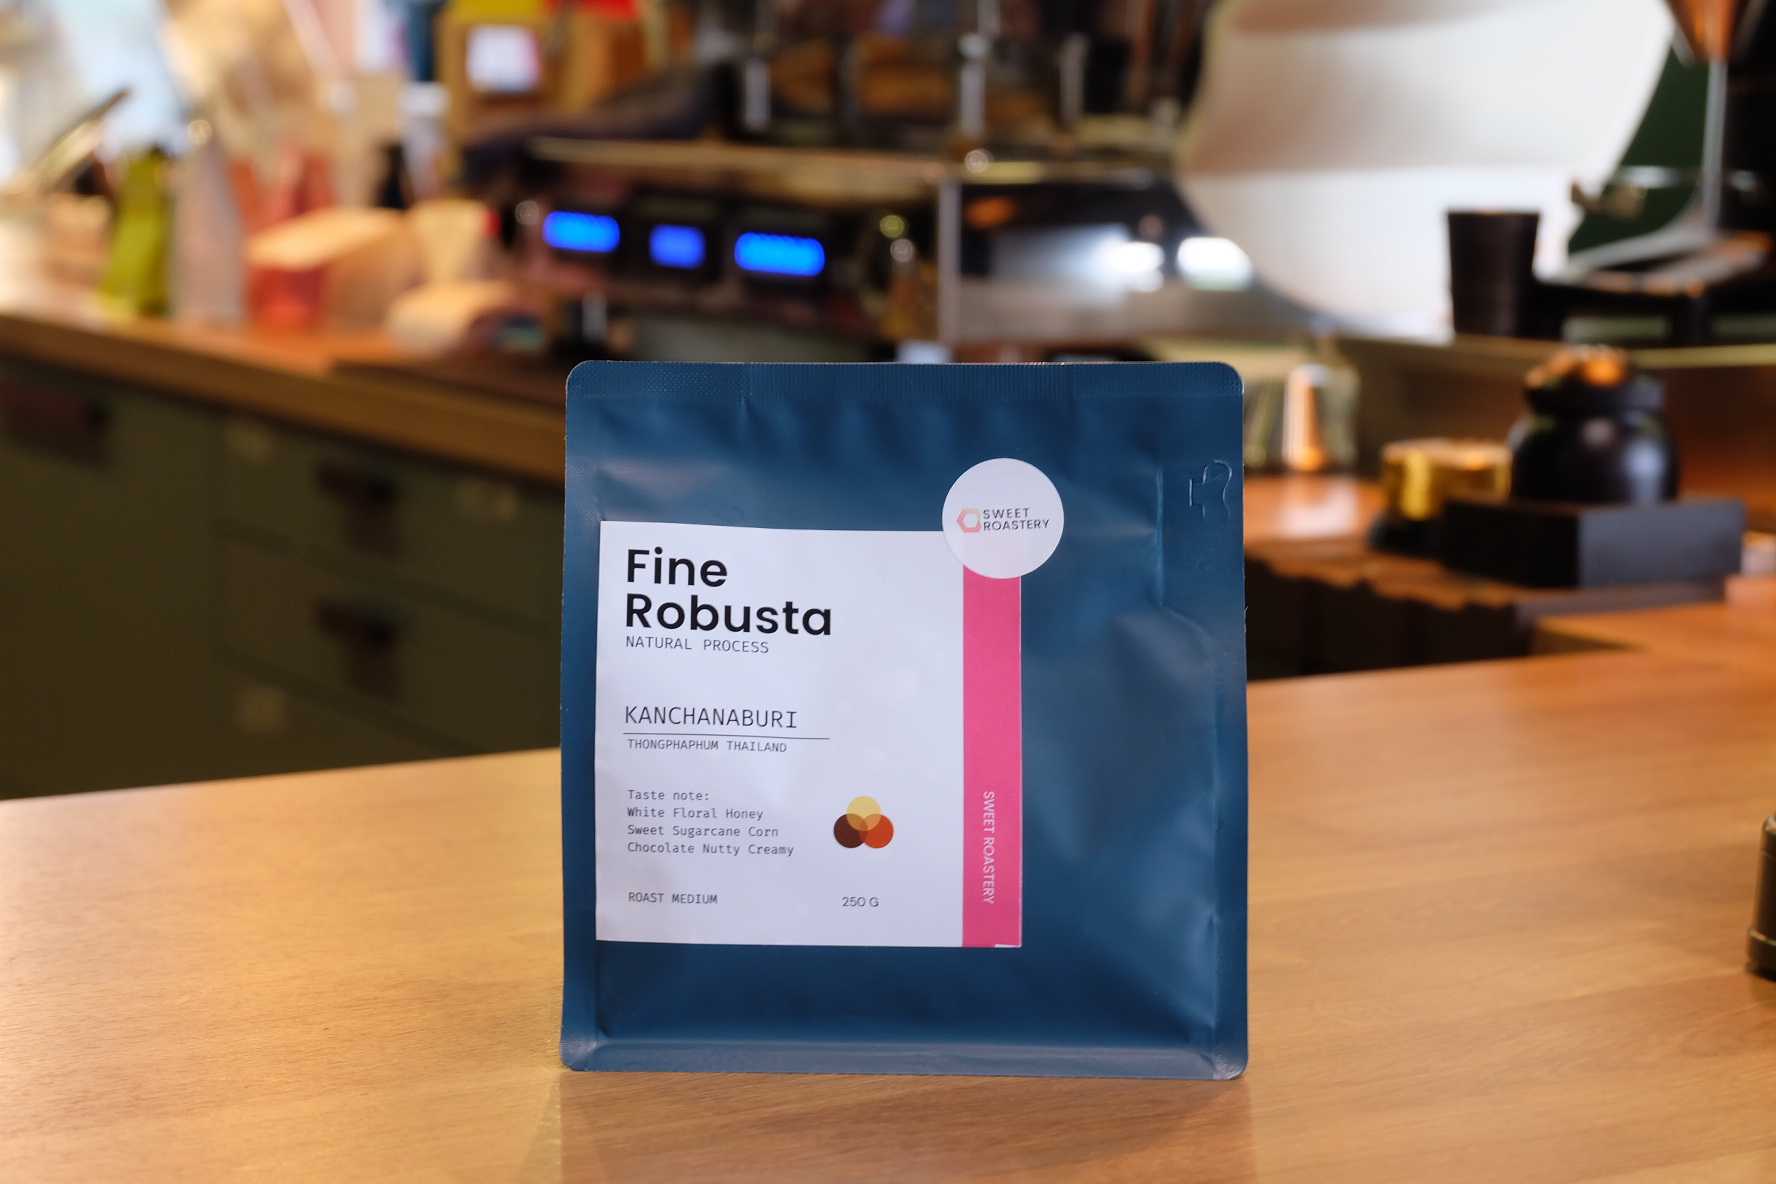 SWEET
ROASTERY
Fine
Robusta
NATURAL PROCESS
KANCHANABURI
THONGPHAPHUM THAILAND
Taste note:
White Floral Honey
Sweet Sugarcane Corn
Chocolate Nutty Creamy
ROAST MEDIUM
250 G
SWEET ROASTERY